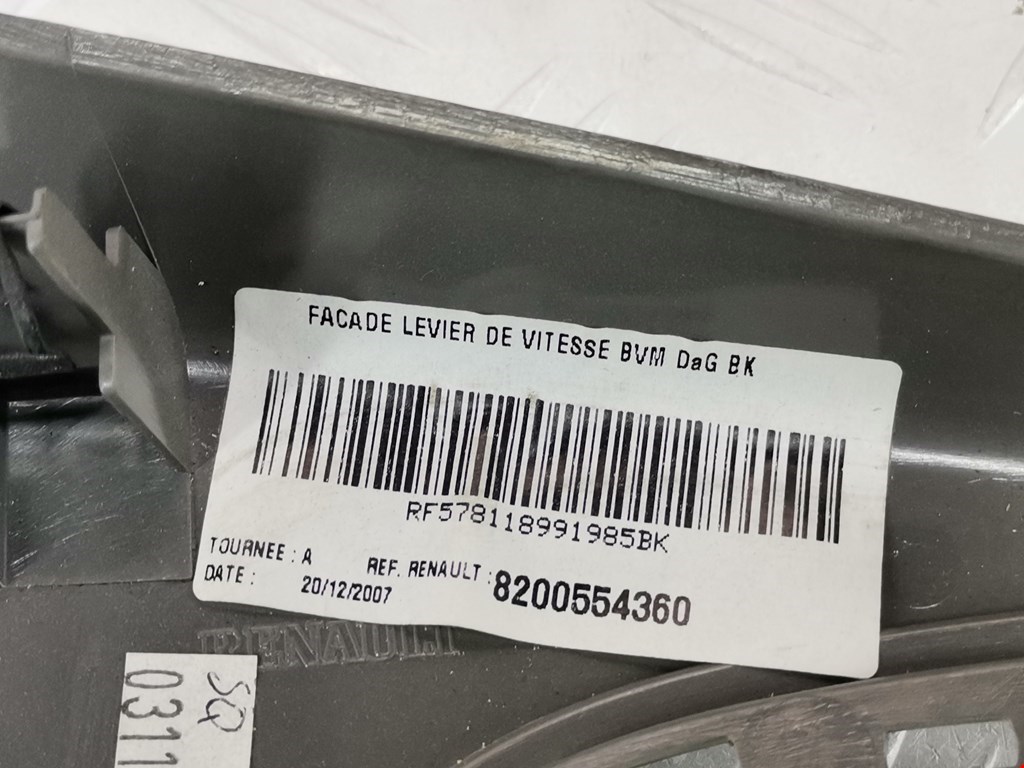 FACADE LEVIER DE VITESSE BVM DaG BK
RF578118991985BK
TOURNEE : A
REF. RENAULT : 8200554360
DATE : 20/12/2007
RENAULT
SQ
0311